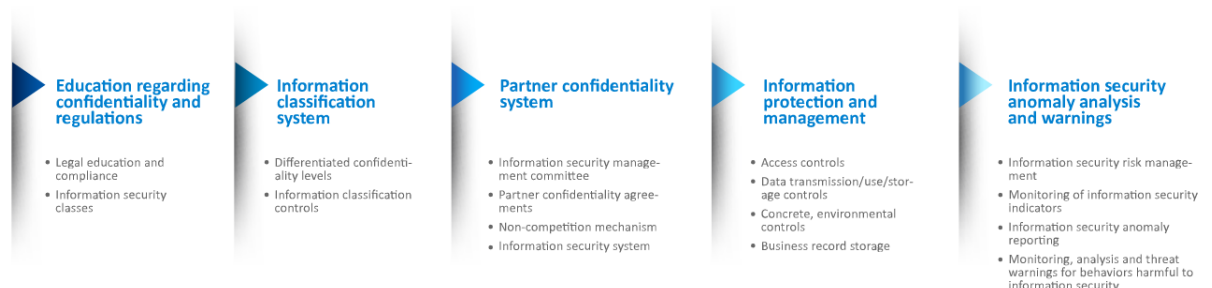 Education regarding
confidentiality and
regulations
• Legal education and
compliance
• Information security
classes
Information
classification
system
• Differentiated confidenti-
ality levels
• Information classification
controls
Partner confidentiality
system
• Information security manage-
ment committee
• Partner confidentiality agree-
ments
• Non-competition mechanism
• Information security system
Information
protection and
management
• Access controls
• Data transmission/use/stor-
age controls
• Concrete, environmental
controls
• Business record storage
Information security
anomaly analysis
and warnings
• Information security risk manage-
ment
• Monitoring of information security
indicators
• Information security anomaly
reporting
• Monitoring, analysis and threat
warnings for behaviors harmful to
information security